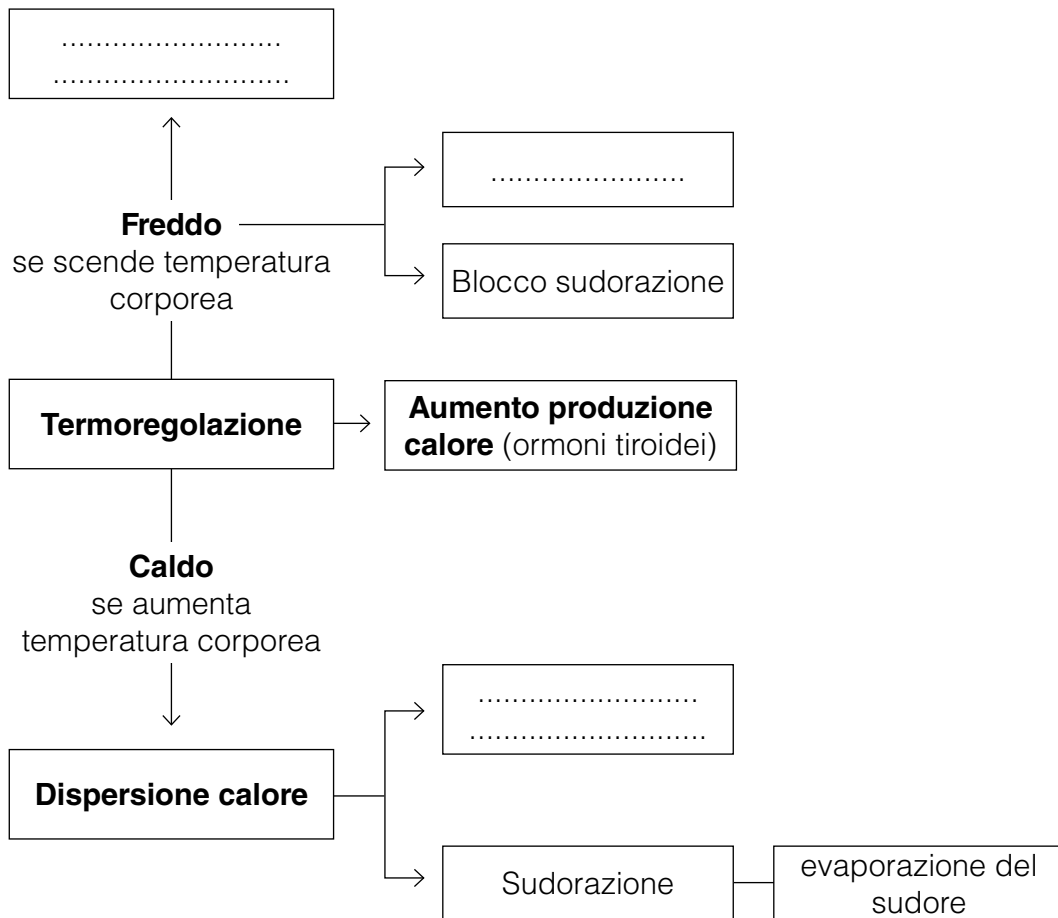 ..........................
............................
.......................
Freddo
se scende temperatura
corporea
Blocco sudorazione
Termoregolazione
Aumento produzione
calore (ormoni tiroidei)
Caldo
se aumenta
temperatura corporea
..........................
............................
Dispersione calore
Sudorazione
evaporazione del
sudore